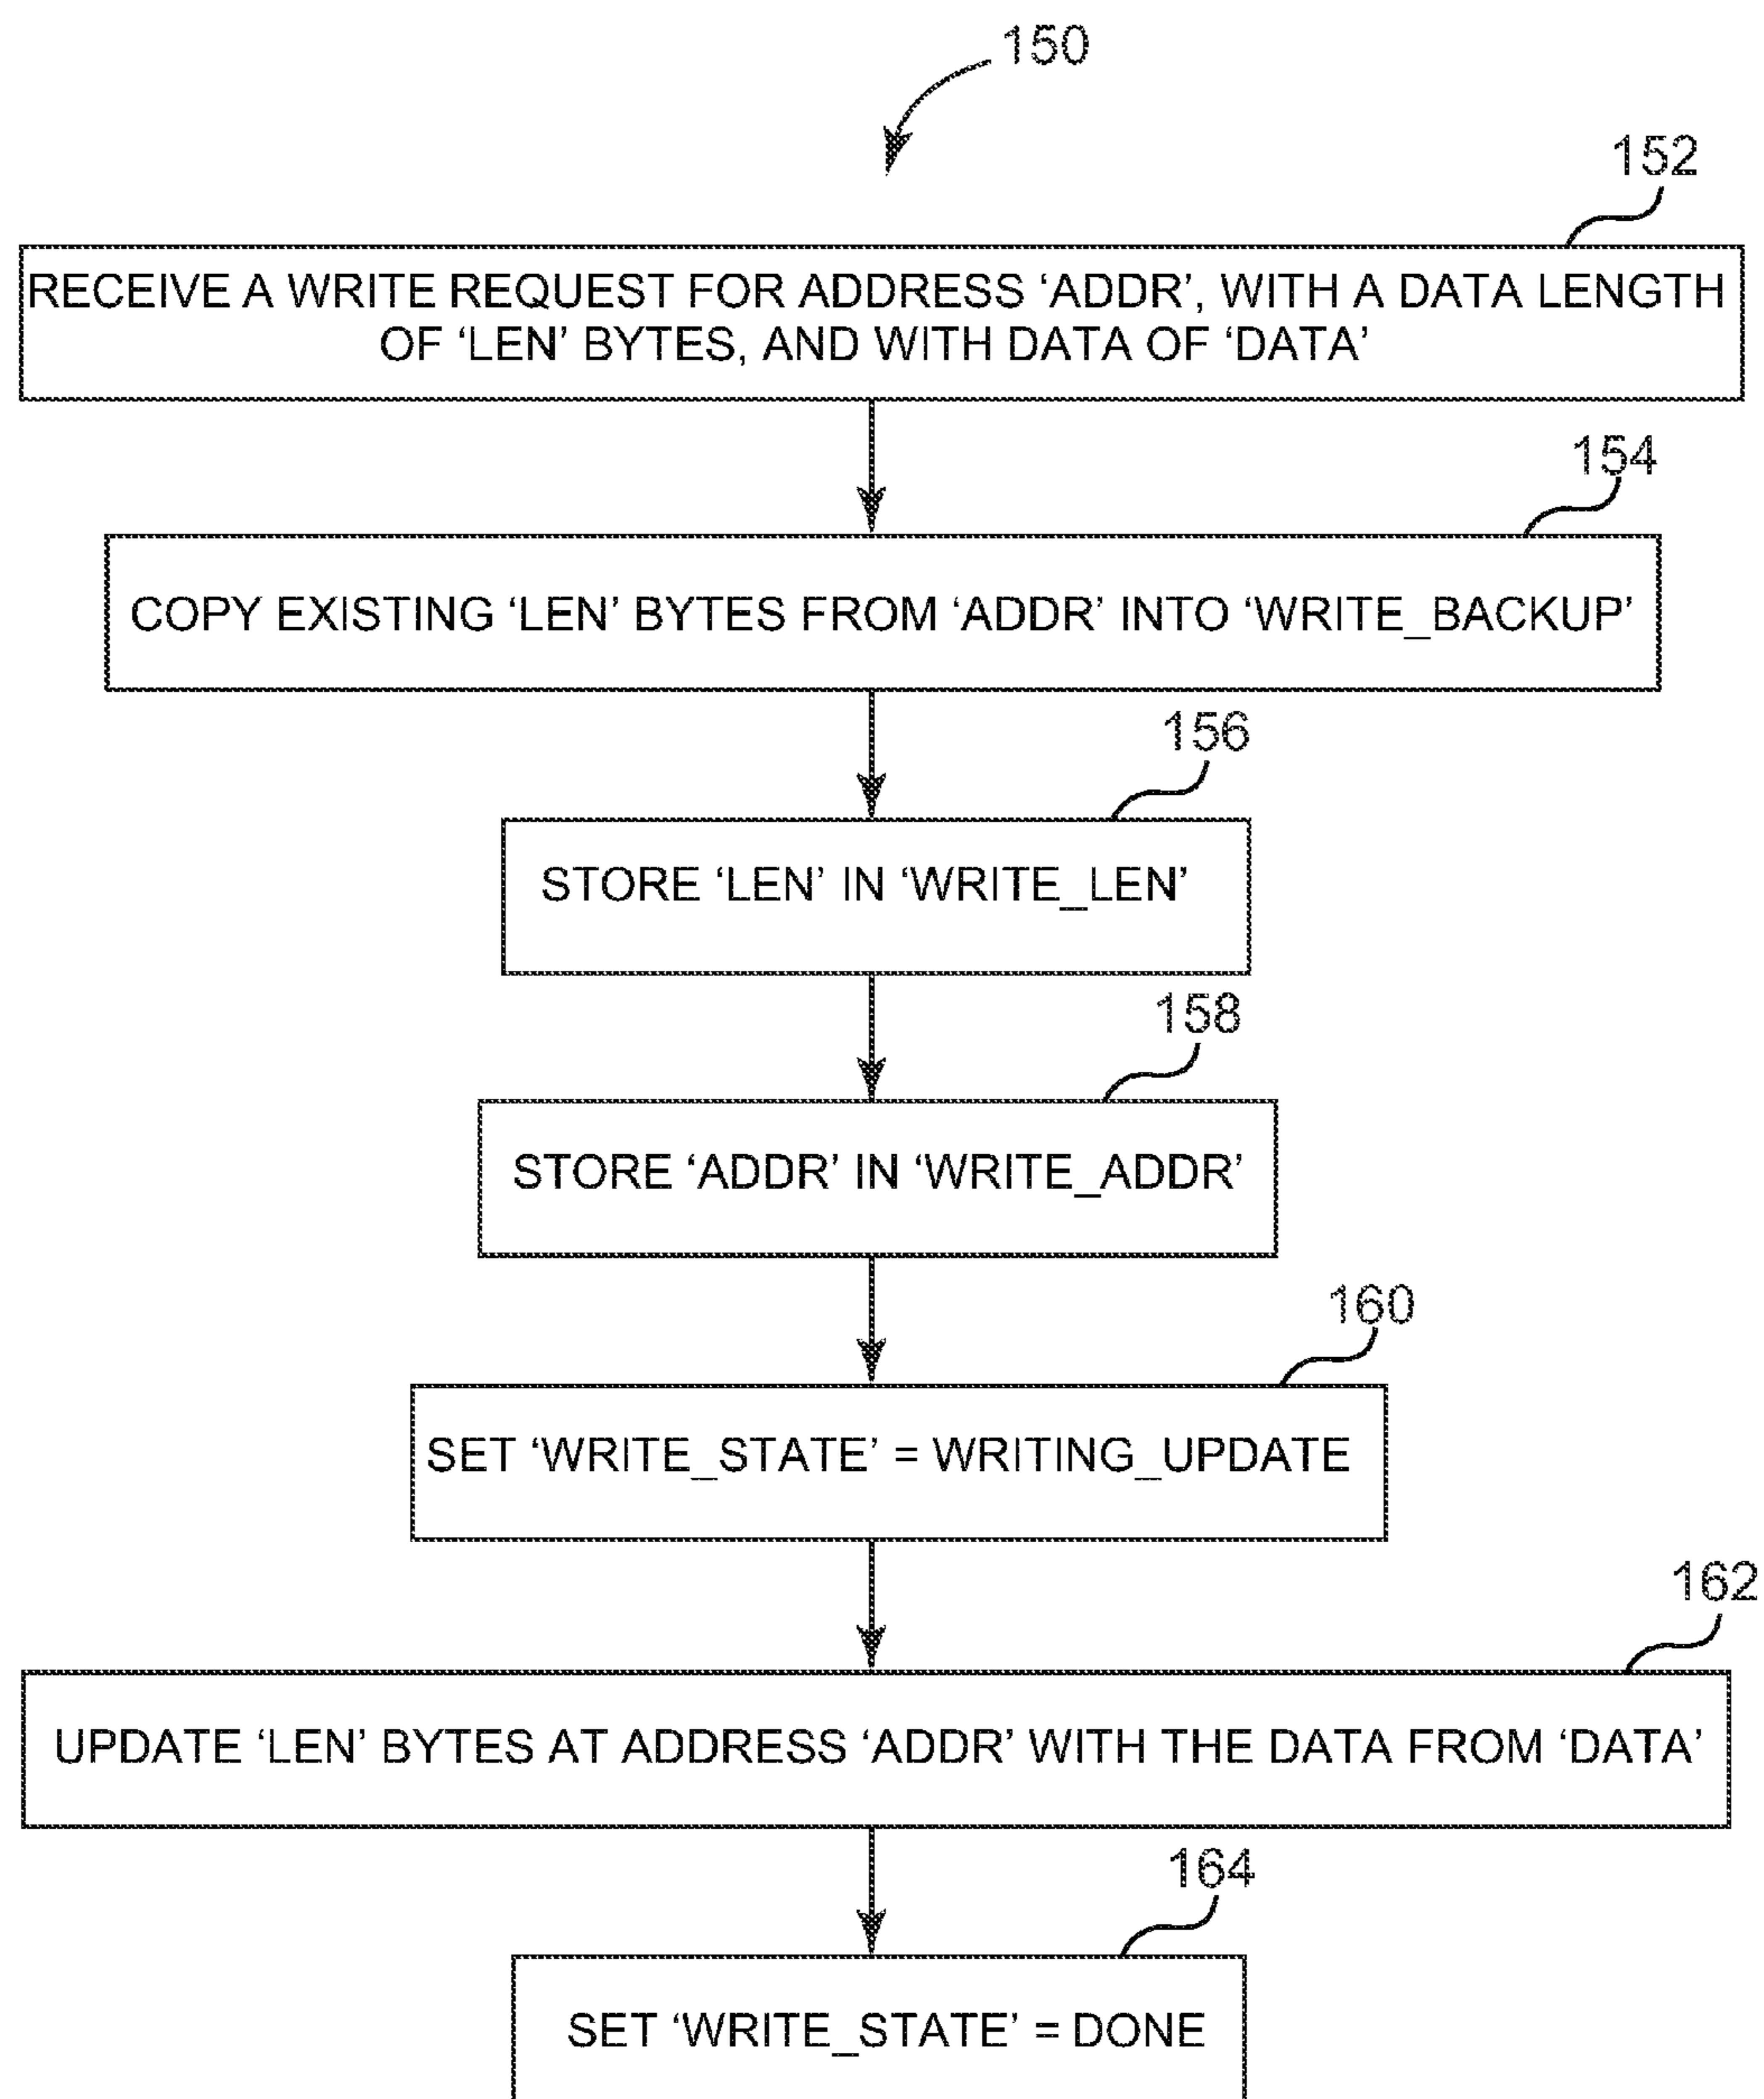 150
152
RECEIVE A WRITE REQUEST FOR ADDRESS ‘ADDR’, WITH A DATA LENGTH
OF ‘LEN’ BYTES, AND WITH DATA OF ‘DATA’
154
COPY EXISTING ‘LEN’ BYTES FROM ‘ADDR’ INTO ‘WRITE_BACKUP’
156
STORE ‘LEN’ IN ‘WRITE_LEN’
158
STORE ‘ADDR’ IN ‘WRITE_ADDR’
160
SET ‘WRITE_STATE’ = WRITING_UPDATE
162
UPDATE ‘LEN’ BYTES AT ADDRESS ‘ADDR’ WITH THE DATA FROM ‘DATA’
164
SET ‘WRITE_STATE’ = DONE